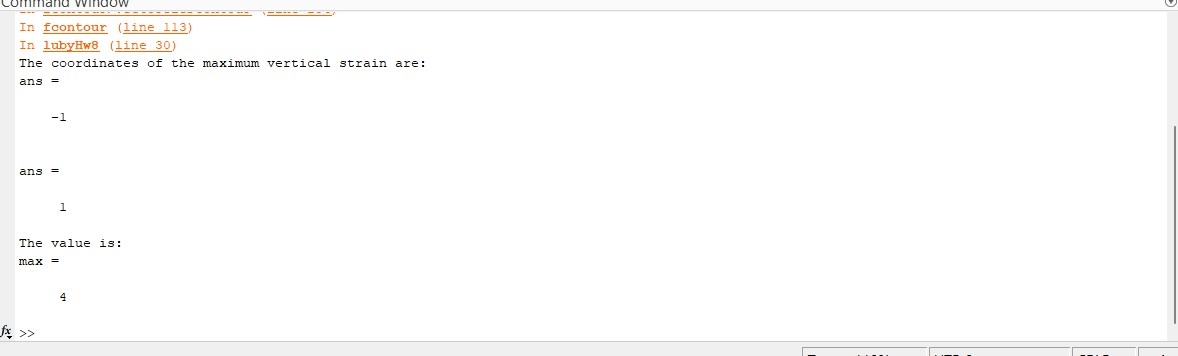 Command Window
In fcontour (line 113)
In lubyHw8 (line 30)
The coordinates of the maximum vertical strain are:
ans =
-1
ans =
1
The value is:
max =
4
fx >>